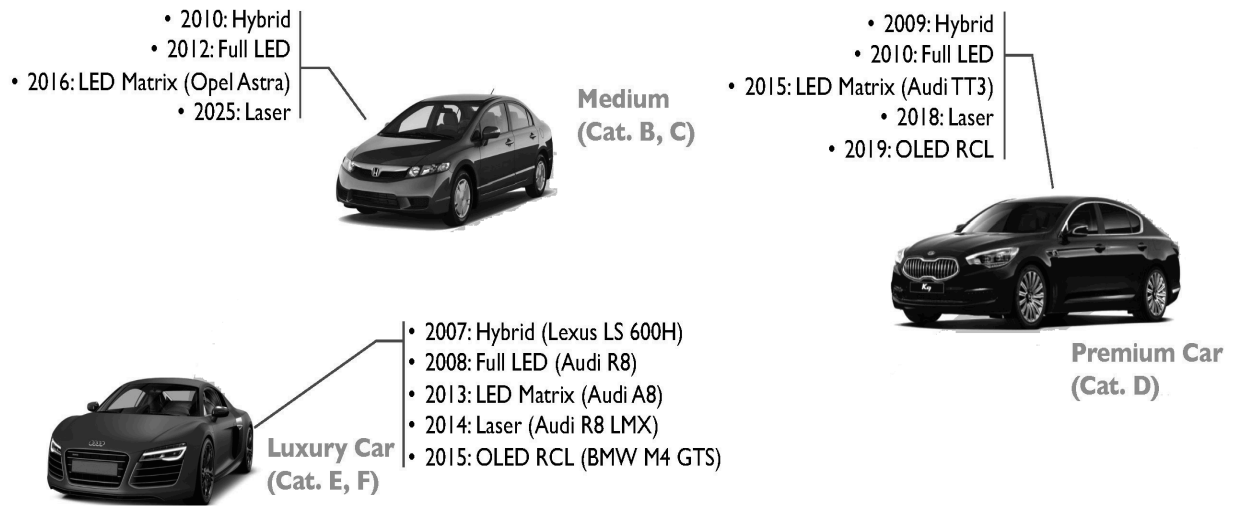 • 2010: Hybrid
• 2012: Full LED
• 2016: LED Matrix (Opel Astra)
• 2025: Laser
Medium
(Cat. B, C)
• 2009: Hybrid
• 2010: Full LED
• 2015: LED Matrix (Audi TT3)
• 2018: Laser
• 2019: OLED RCL
K9
Premium Car
(Cat. D)
• 2007: Hybrid (Lexus LS 600H)
• 2008: Full LED (Audi R8)
• 2013: LED Matrix (Audi A8)
• 2014: Laser (Audi R8 LMX)
• 2015: OLED RCL (BMW M4 GTS)
Luxury Car
(Cat. E, F)